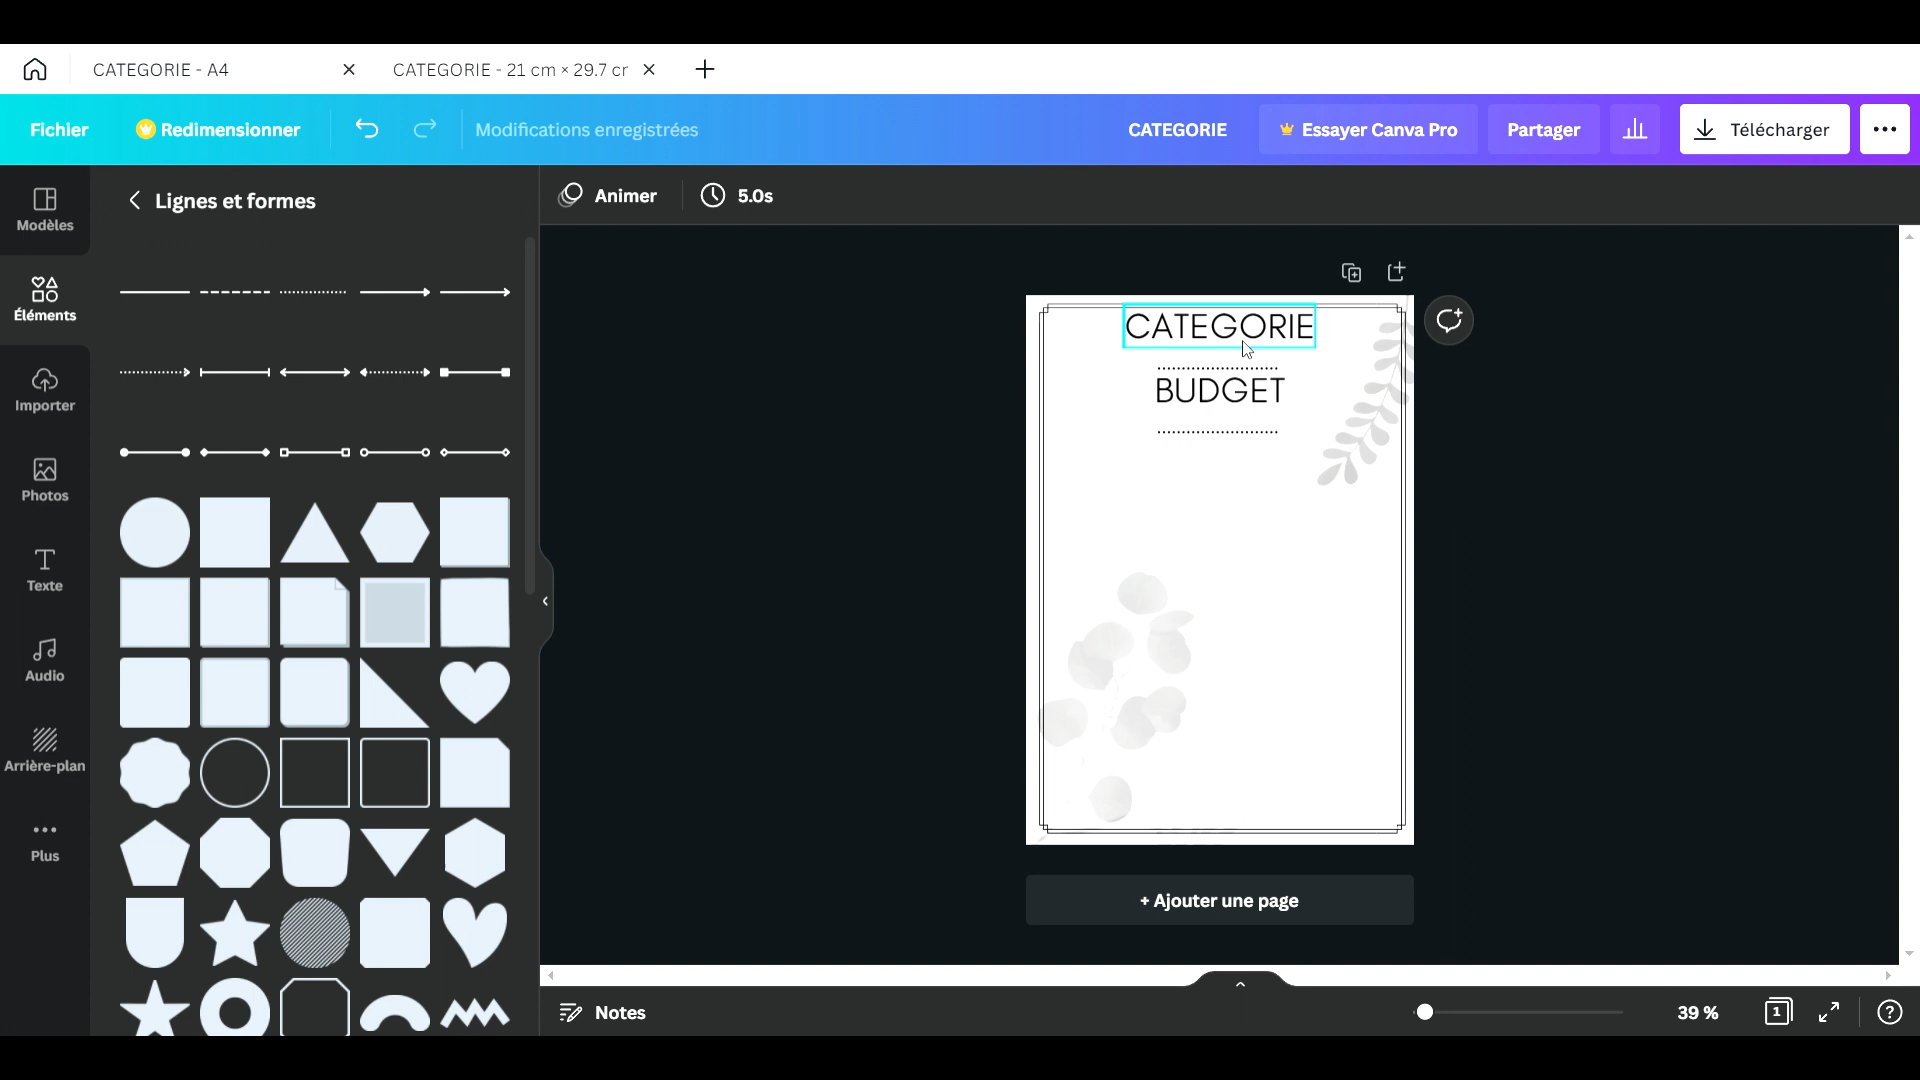 CATEGORIE - A4
CATEGORIE - 21 cm × 29.7 cr
Fichier
Redimensionner
Modifications enregistrées
CATEGORIE
Essayer Canva Pro
Partager
Télécharger
Modèles
Éléments
Importer
Photos
Texte
Audio
Arrière-plan
Plus
Lignes et formes
Animer
5.0s
CATEGORIE
........................
BUDGET
........................
+ Ajouter une page
Notes
39 %
1
?